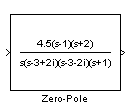 4.5(s-1)(s+2)
s(s-3+2i)(s-3-2i)(s+1)
Zero-Pole